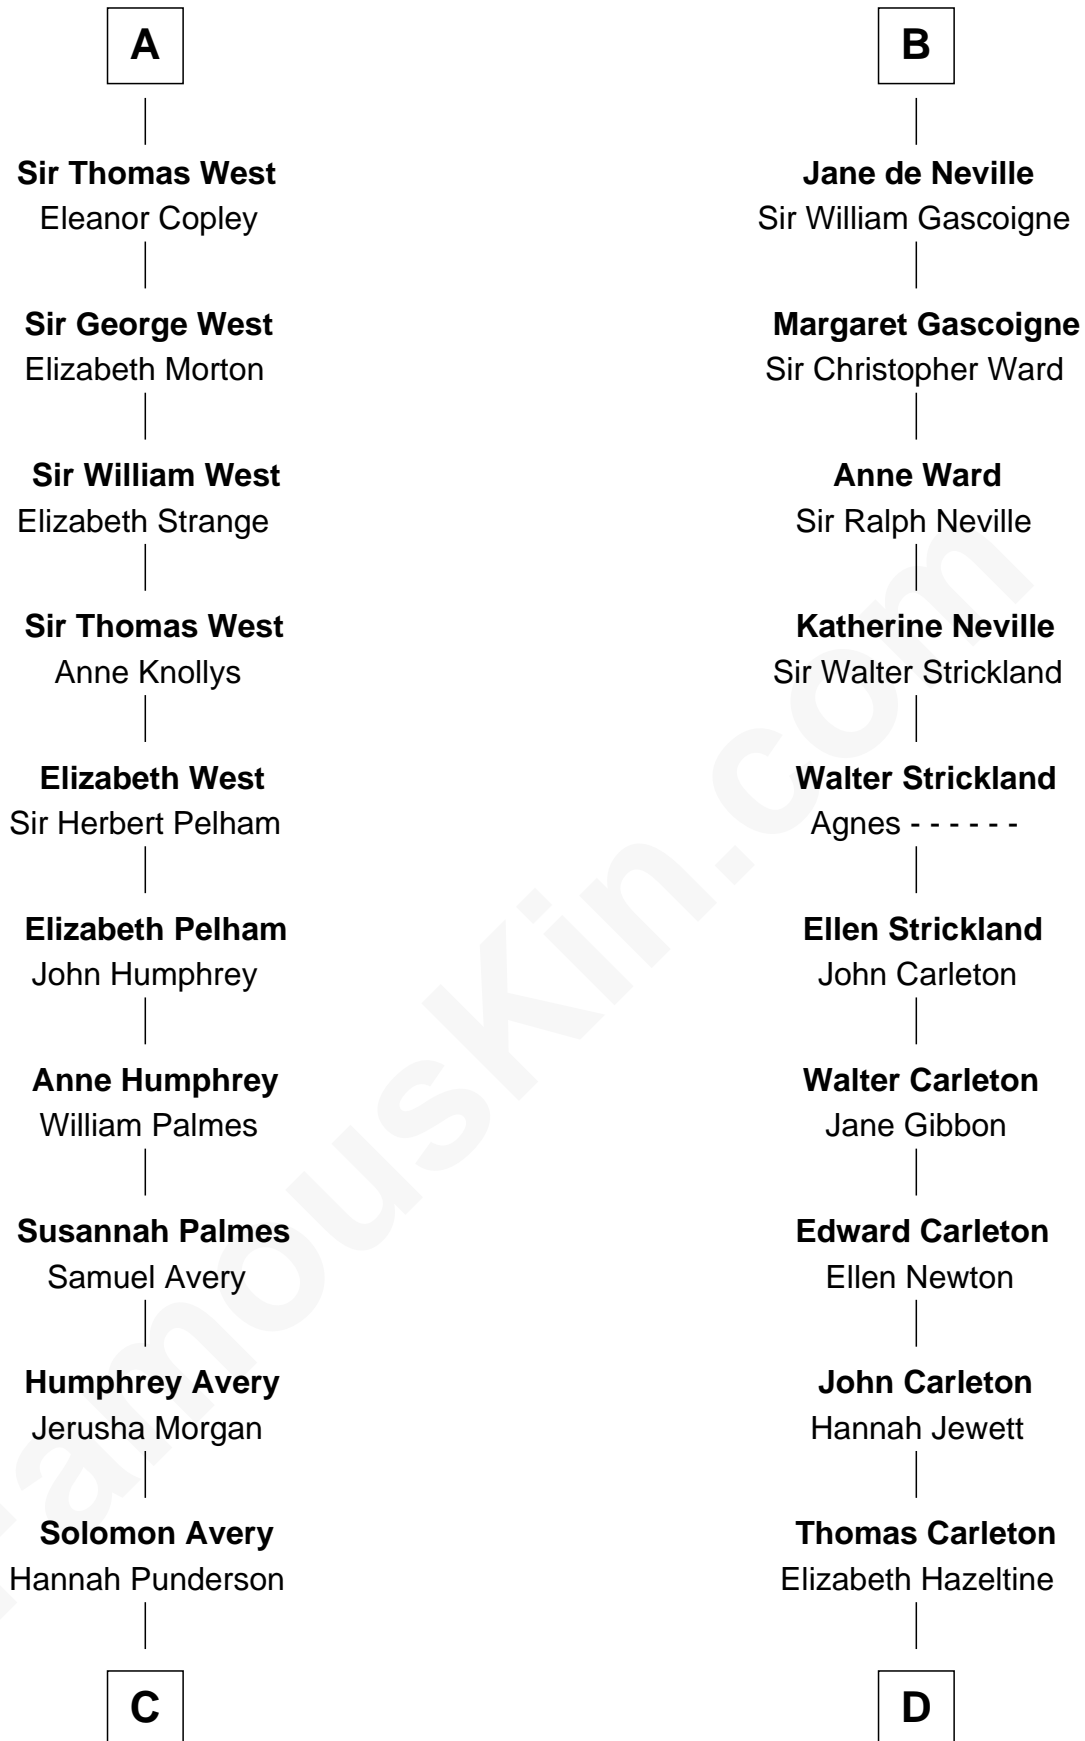 A
Sir Thomas West
Eleanor Copley
Sir George West
Elizabeth Morton
Sir William West
Elizabeth Strange
Sir Thomas West
Anne Knollys
Elizabeth West
Sir Herbert Pelham
Elizabeth Pelham
John Humphrey
Anne Humphrey
William Palmes
Susannah Palmes
Samuel Avery
Humphrey Avery
Jerusha Morgan
Solomon Avery
Hannah Punderson
C
B
Jane de Neville
Sir William Gascoigne
Margaret Gascoigne
Sir Christopher Ward
Anne Ward
Sir Ralph Neville
Katherine Neville
Sir Walter Strickland
Walter Strickland
Agnes - - - - - -
Ellen Strickland
John Carleton
Walter Carleton
Jane Gibbon
Edward Carleton
Ellen Newton
John Carleton
Hannah Jewett
Thomas Carleton
Elizabeth Hazeltine
D
FamousKin.com